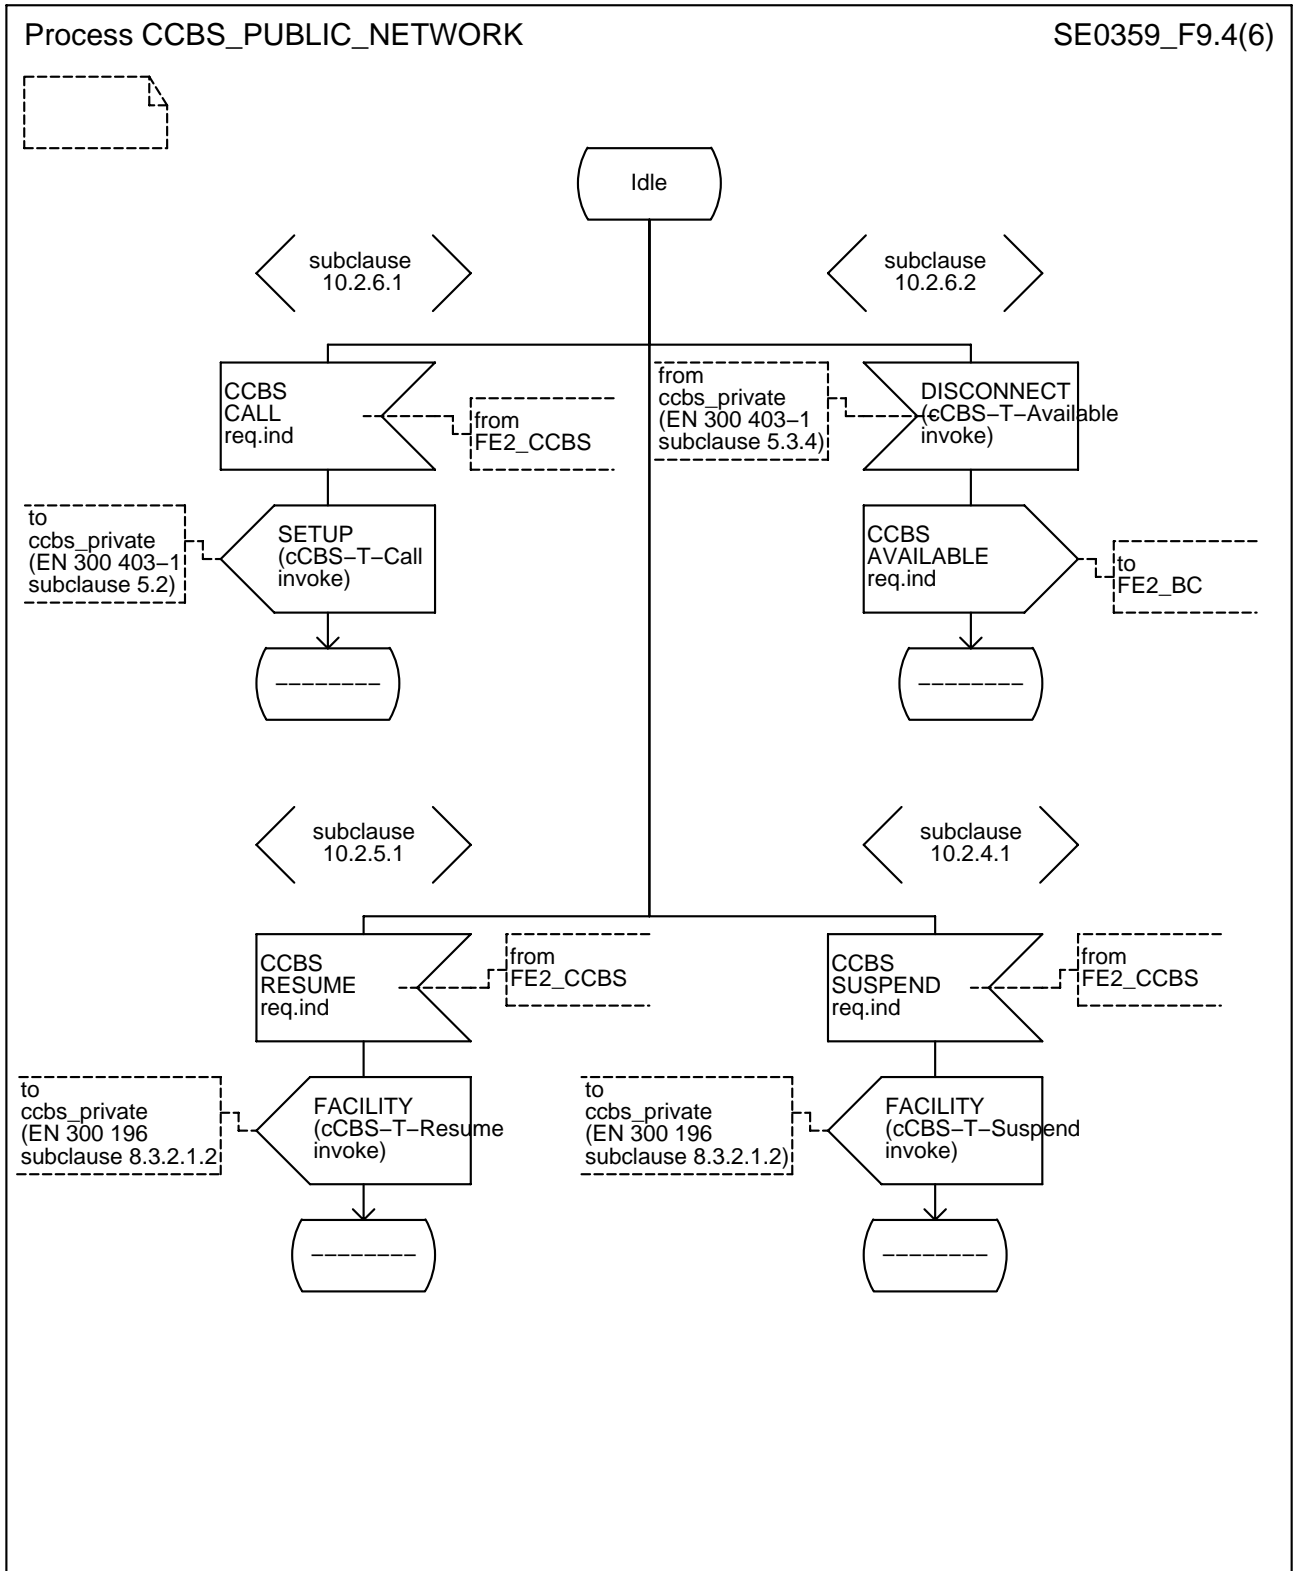 Process CCBS_PUBLIC_NETWORK
SE0359_F9.4(6)
Idle
subclause
10.2.6.1
subclause
10.2.6.2
CCBS
CALL
req.ind
from
FE2_CCBS
from
ccbs_private
(EN 300 403–1
subclause 5.3.4)
DISCONNECT
(cCBS–T–Available
invoke)
to
ccbs_private
(EN 300 403–1
subclause 5.2)
SETUP
(cCBS–T–Call
invoke)
CCBS
AVAILABLE
req.ind
to
FE2_BC
––––––––
––––––––
subclause
10.2.5.1
subclause
10.2.4.1
CCBS
RESUME
req.ind
from
FE2_CCBS
CCBS
SUSPEND
req.ind
from
FE2_CCBS
to
ccbs_private
(EN 300 196
subclause 8.3.2.1.2)
FACILITY
(cCBS–T–Resume
invoke)
to
ccbs_private
(EN 300 196
subclause 8.3.2.1.2)
FACILITY
(cCBS–T–Suspend
invoke)
––––––––
––––––––